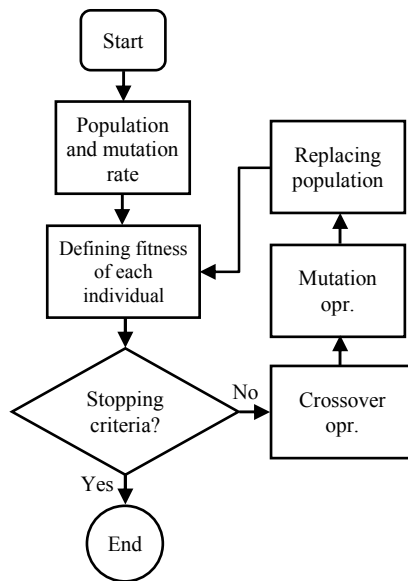 Start
Population
and mutation
rate
Defining fitness
of each
individual
Stopping
criteria?
No
Yes
End
Crossover
opr.
Mutation
opr.
Replacing
population